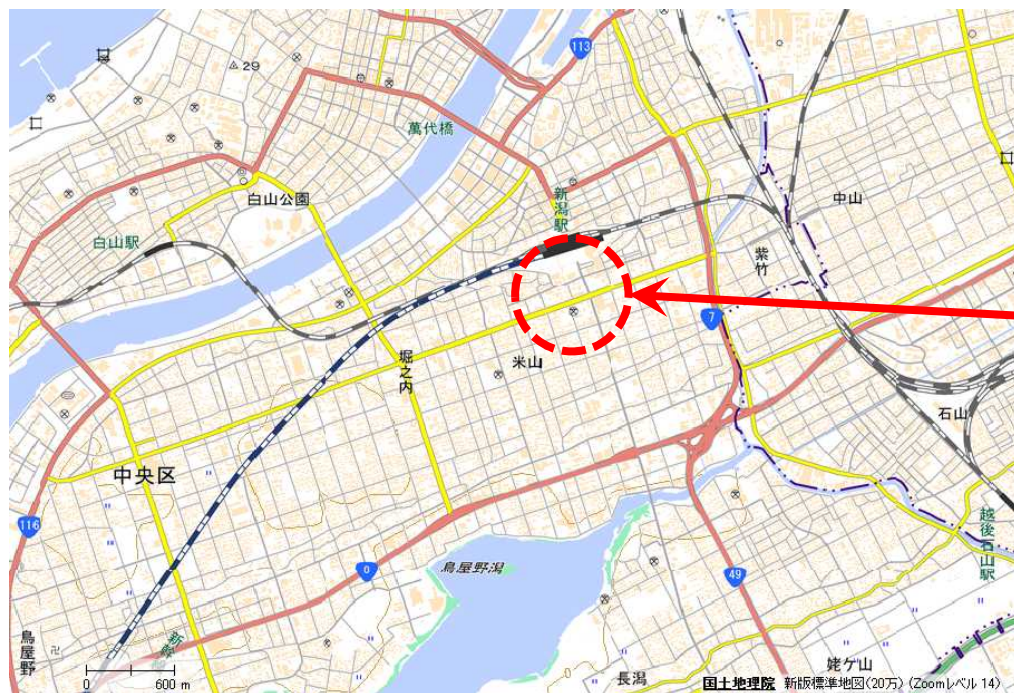 113
29
萬代橋
新潟駅
中山
白山公園
白山駅
紫竹
7
米山
堀之内
石山
中央区
116
越後石山駅
鳥屋野潟
0
49
鳥屋野
新幹
姥ケ山
長潟
0 600 m
国土地理院 新版標準地図(20万) (Zoomレベル 14)